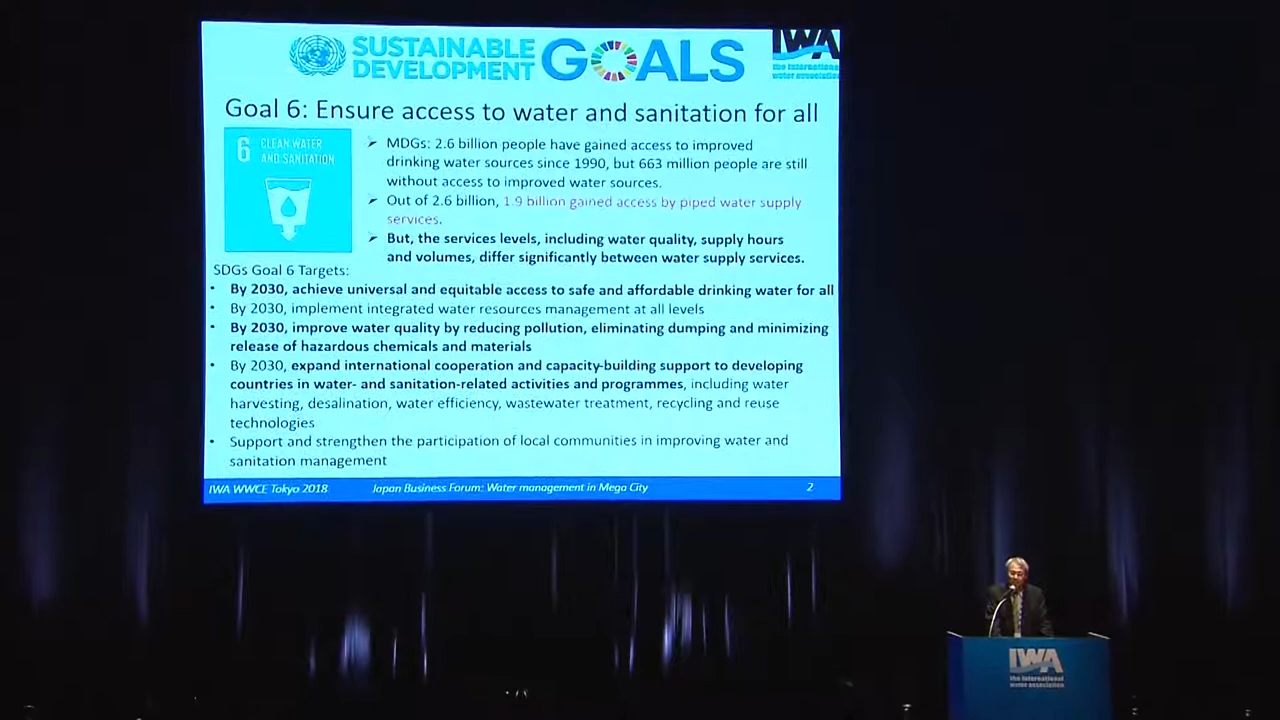 SUSTAINABLE
DEVELOPMENT
GOALS
IWA
the international
water association
Goal 6: Ensure access to water and sanitation for all
6
CLEAN WATER
AND SANITATION
➢ MDGs: 2.6 billion people have gained access to improved
drinking water sources since 1990, but 663 million people are still
without access to improved water sources.
➢ Out of 2.6 billion, 1.9 billion gained access by piped water supply
services.
➢ But, the services levels, including water quality, supply hours
and volumes, differ significantly between water supply services.
SDGs Goal 6 Targets:
• By 2030, achieve universal and equitable access to safe and affordable drinking water for all
• By 2030, implement integrated water resources management at all levels
• By 2030, improve water quality by reducing pollution, eliminating dumping and minimizing
release of hazardous chemicals and materials
• By 2030, expand international cooperation and capacity-building support to developing
countries in water- and sanitation-related activities and programmes, including water
harvesting, desalination, water efficiency, wastewater treatment, recycling and reuse
technologies
• Support and strengthen the participation of local communities in improving water and
sanitation management
IWA WWCE Tokyo 2018 Japan Business Forum: Water management in Mega City 2
IWA
the international
water association